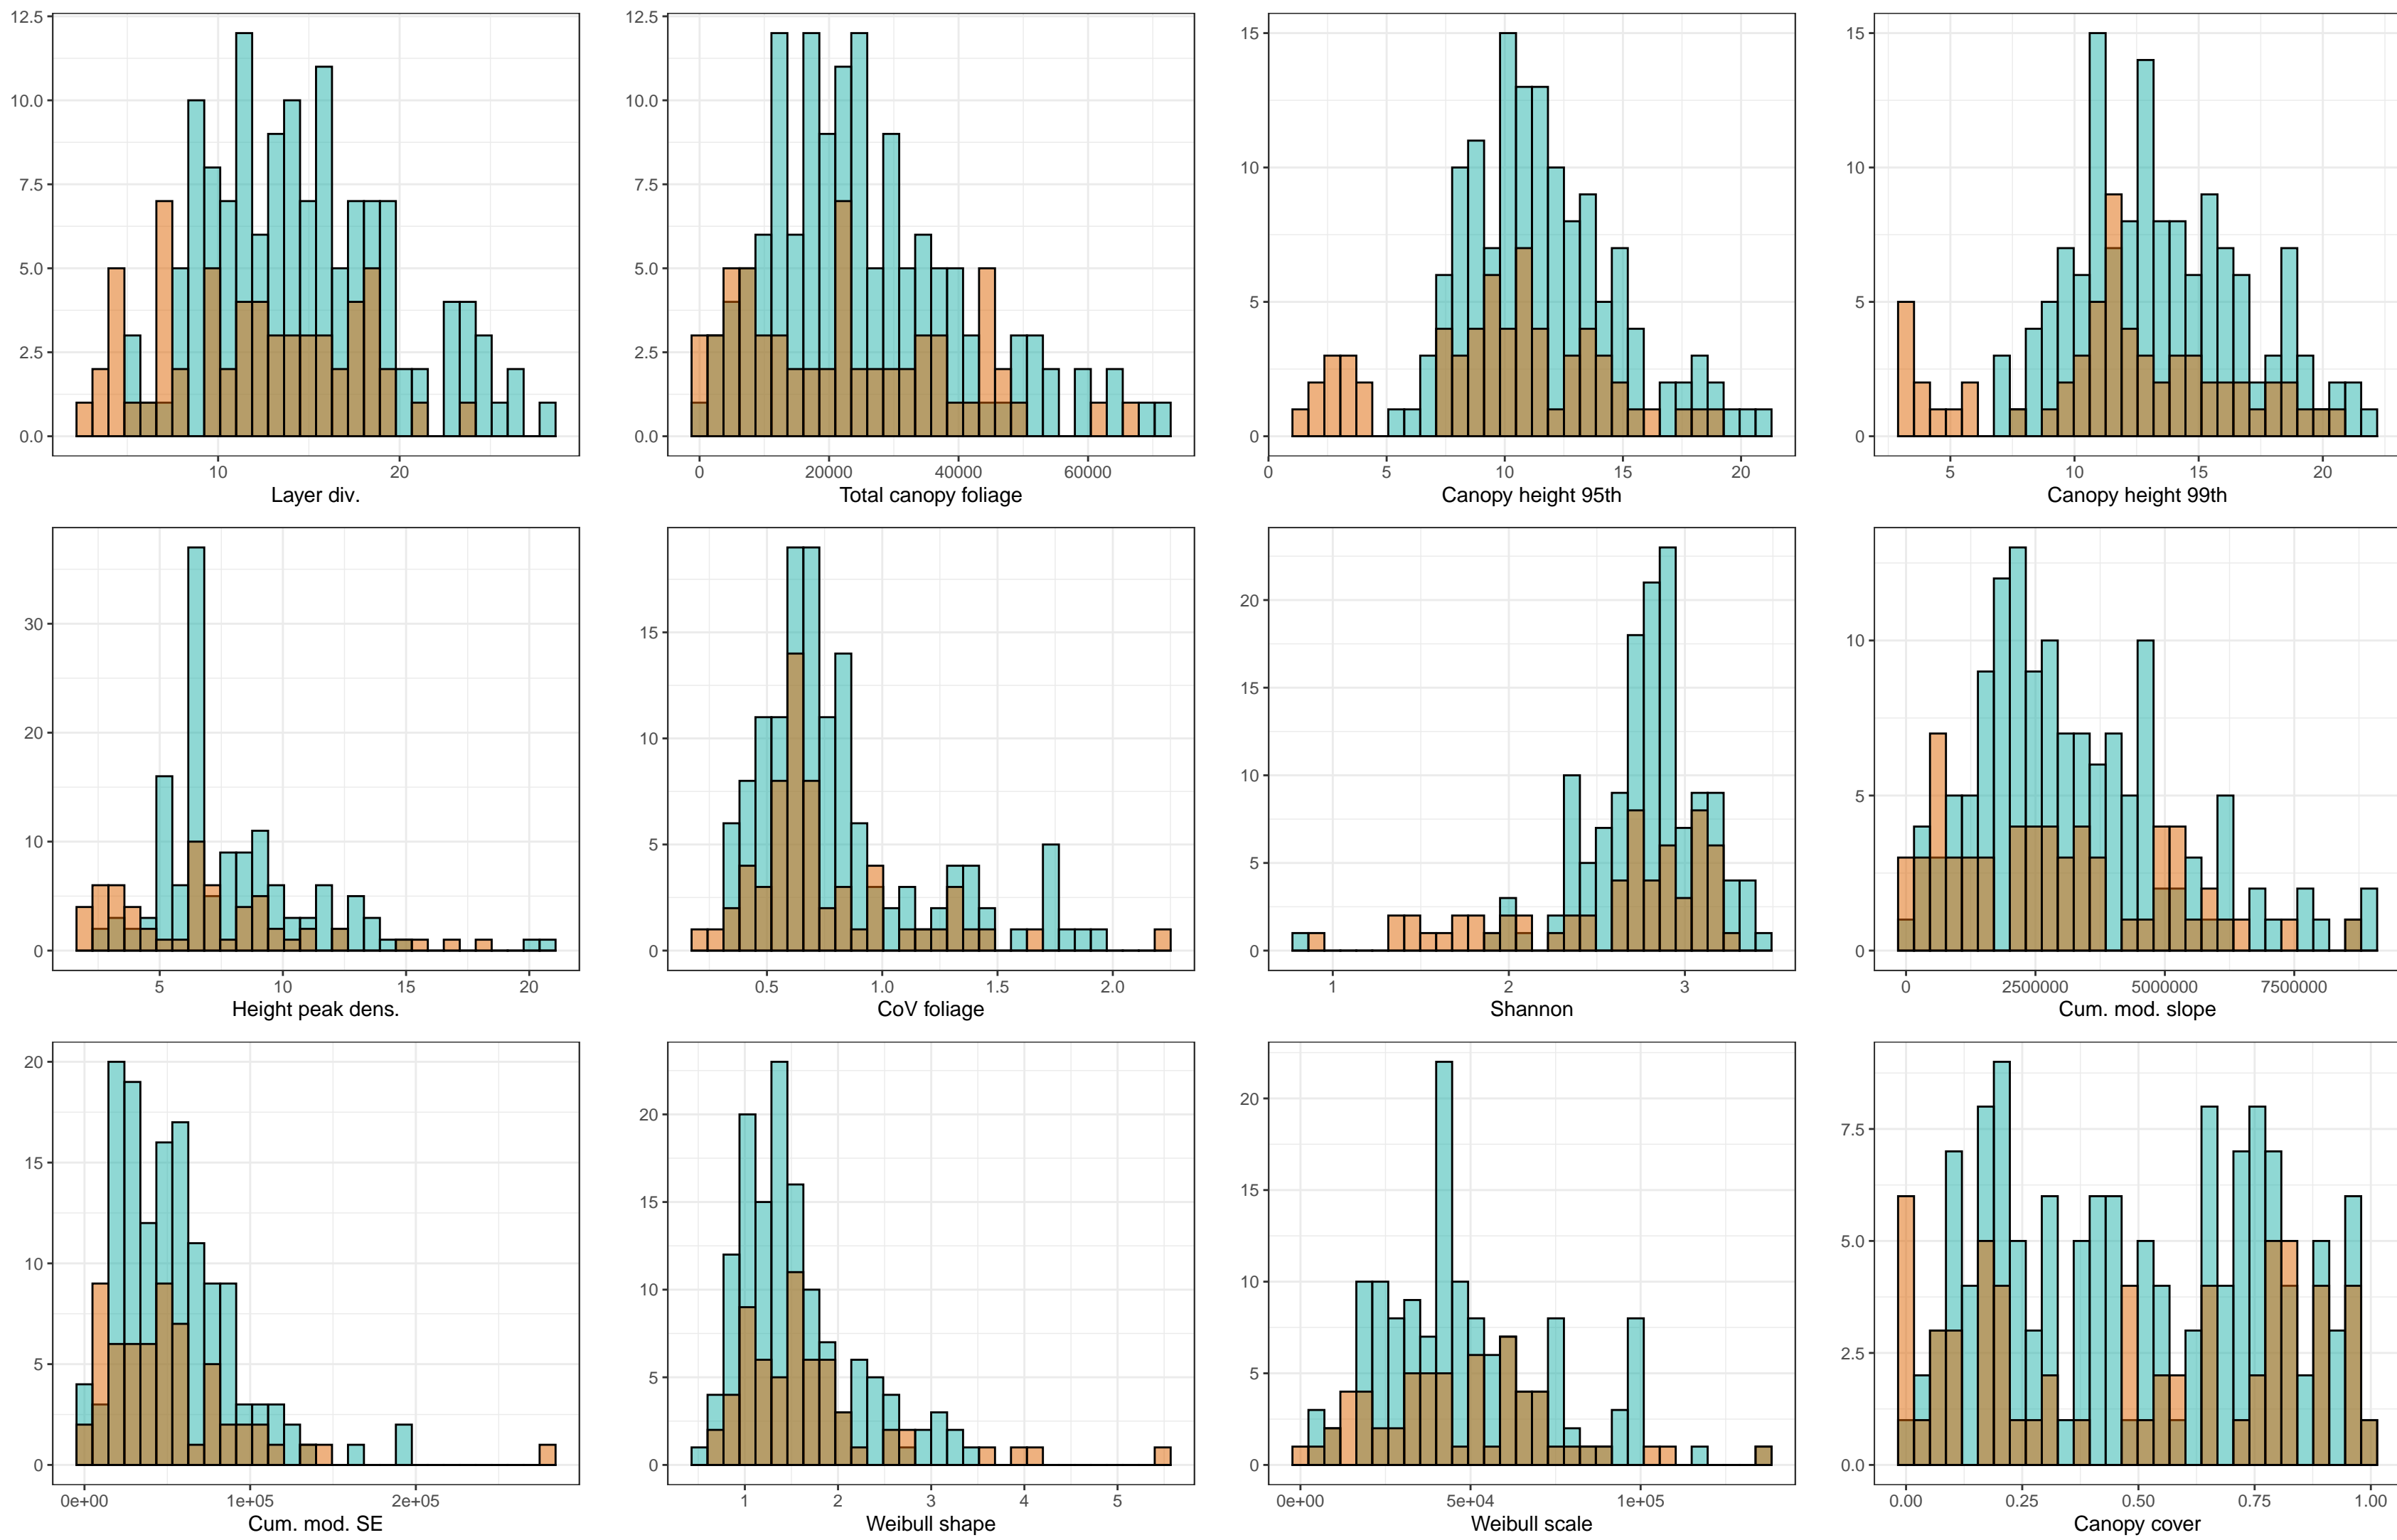 12.5
10.0
7.5
5.0
2.5
0.0
10 20
Layer div.
12.5
10.0
7.5
5.0
2.5
0.0
0 20000 40000 60000
Total canopy foliage
15
10
5
0
0 5 10 15 20
Canopy height 95th
15
10
5
0
5 10 15 20
Canopy height 99th
30
20
10
0
5 10 15 20
Height peak dens.
15
10
5
0
0.5 1.0 1.5 2.0
CoV foliage
20
15
10
5
0
1 2 3
Shannon
10
5
0
0 2500000 5000000 7500000
Cum. mod. slope
20
15
10
5
0
0e+00 1e+05 2e+05
Cum. mod. SE
20
15
10
5
0
1 2 3 4 5
Weibull shape
20
15
10
5
0
0e+00 5e+04 1e+05
Weibull scale
7.5
5.0
2.5
0.0
0.00 0.25 0.50 0.75 1.00
Canopy cover